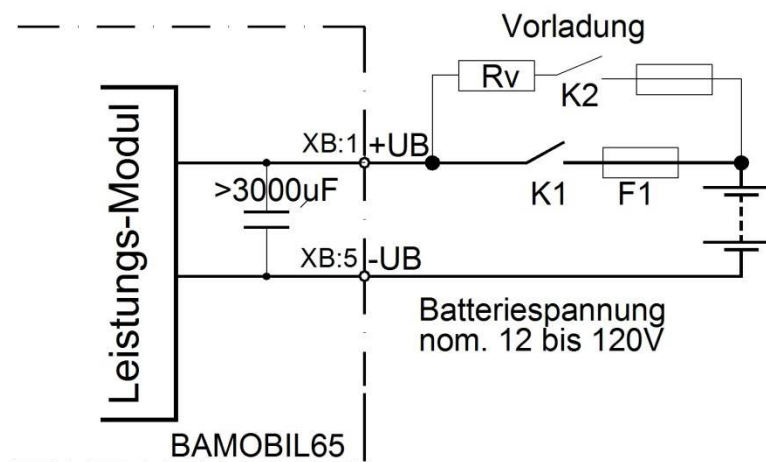 Vorladung
Rv
K2
XB:1
+UB
>3000uF
K1
F1
Leistungs-Modul
XB:5
-UB
Batteriespannung
nom. 12 bis 120V
BAMOBIL65